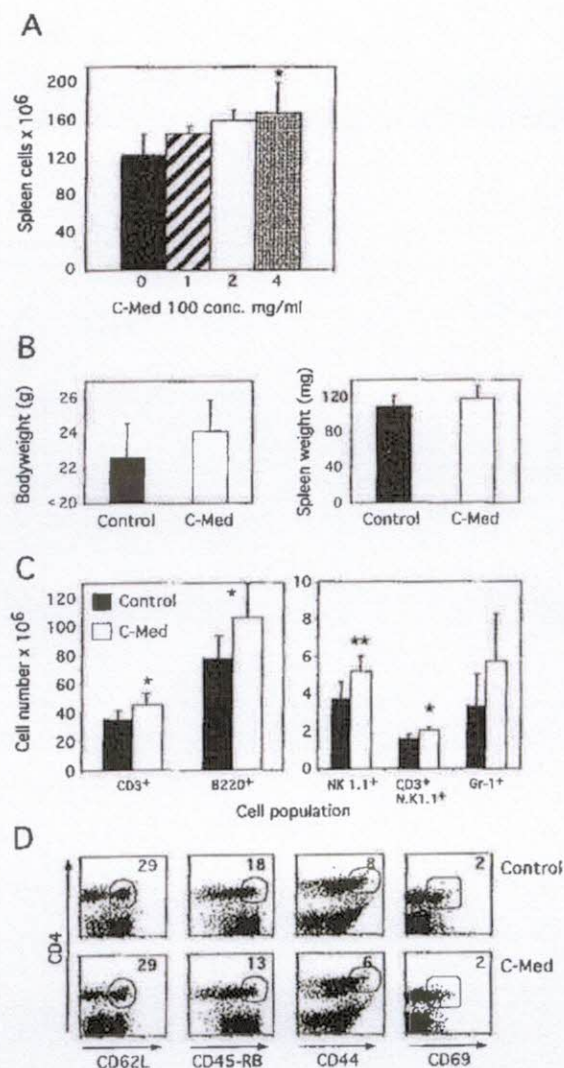 A
Spleen cells x 10⁶
200
160
120
80
40
0
*
0 1 2 4
C-Med 100 conc. mg/ml
B
Bodyweight (g)
26
24
22
<20
Control C-Med
Spleen weight (mg)
120
80
40
0
Control C-Med
C
Cell number x 10⁶
120
100
80
60
40
20
0
Control
C-Med
*
*
CD3⁺ B220⁺
10
8
6
4
2
0
**
*
NK 1.1⁺ CD3⁺ Gr-1⁺
N.K1.1⁺
Cell population
D
CD4
29 18 8 2 Control
29 13 6 2 C-Med
CD62L CD45-RB CD44 CD69